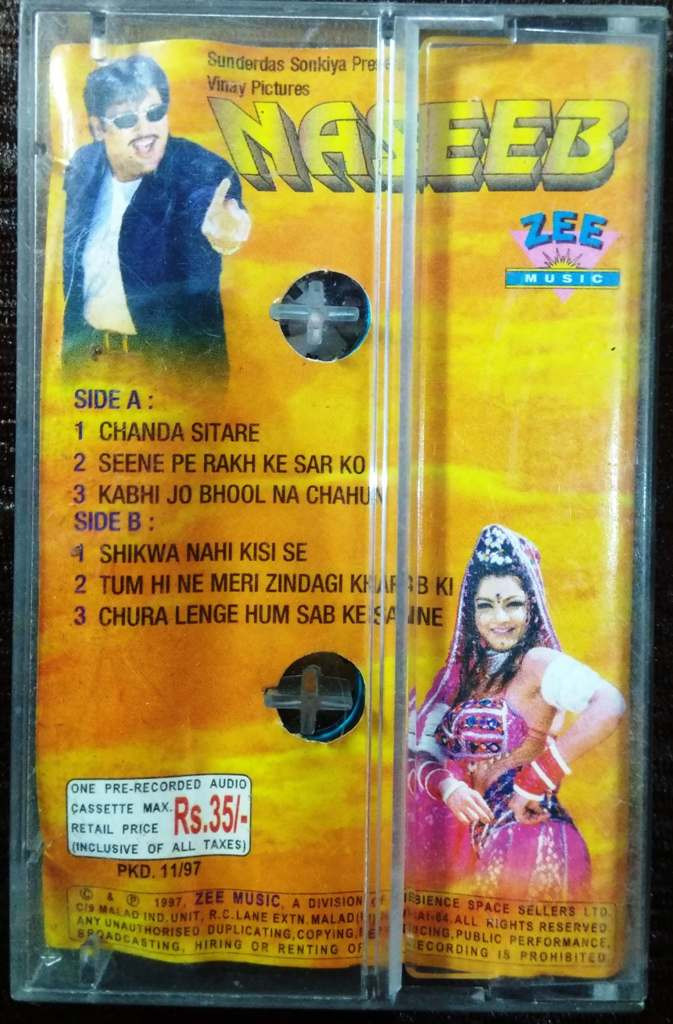 Sunderdas Sonkiya
Vinay Pictures
NASEEB
ZEE
MUSIC
SIDE A :
1 CHANDA SITARE
2 SEENE PE RAKH KE SAR KO
3 KABHI JO BHOOL NA CHAHUN
SIDE B :
1 SHIKWA NAHI KISI SE
2 TUM HI NE MERI ZINDAGI KHARAB KI
3 CHURA LENGE HUM SAB KE SAMNE
ONE PRE-RECORDED AUDIO
CASSETTE MAX.
RETAIL PRICE Rs.35/-
(INCLUSIVE OF ALL TAXES)
PKD. 11/97
© & ℗ 1997, ZEE MUSIC, A DIVISION OF SPACE SELLERS LTD.
C/9 MALAD IND. UNIT, R.C. LANE EXTN. MALAD ALL RIGHTS RESERVED
ANY UNAUTHORISED DUPLICATING, COPYING, PUBLIC PERFORMANCE,
BROADCASTING, HIRING OR RENTING OF RECORDING IS PROHIBITED